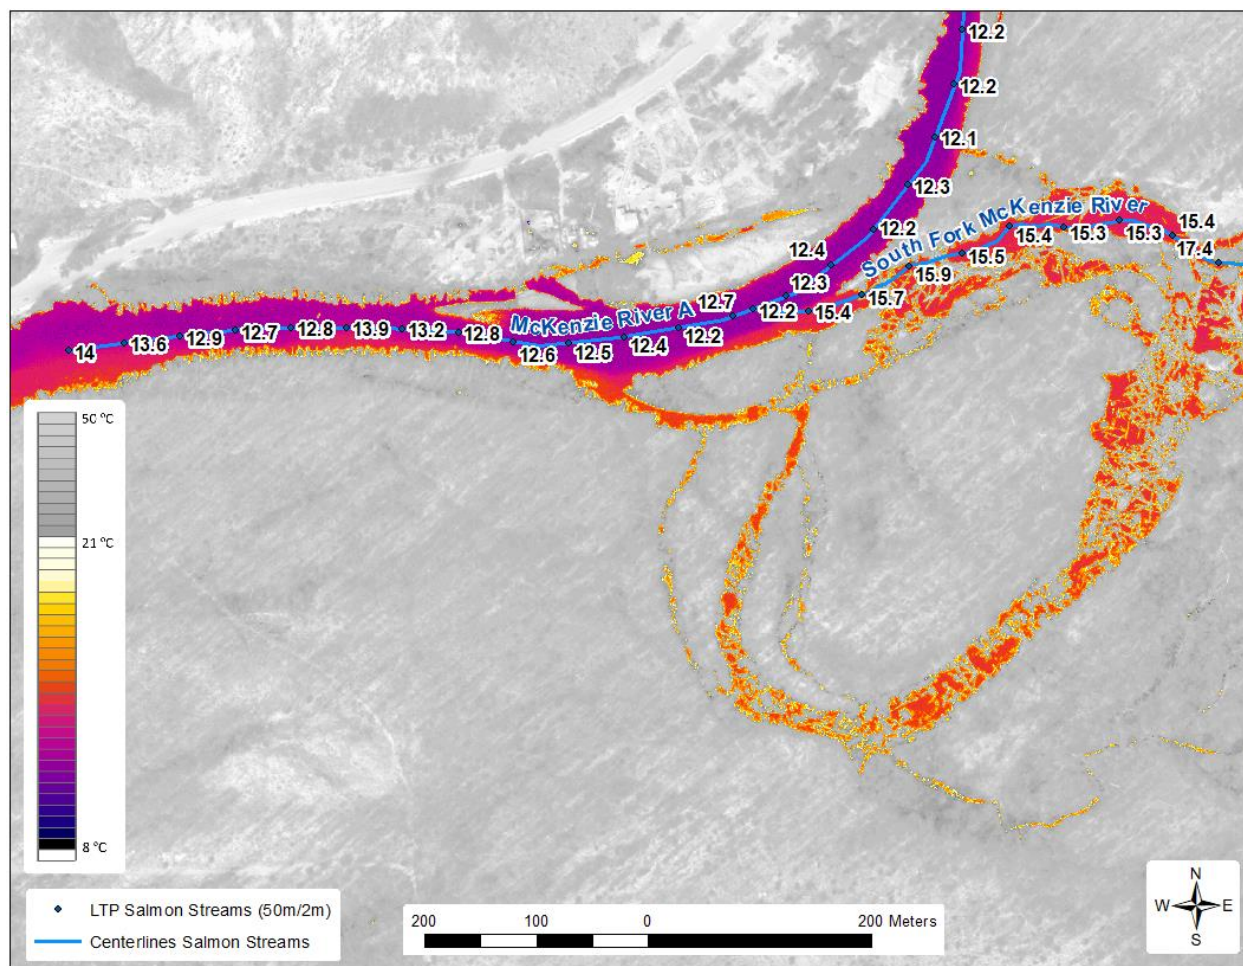 12.2
12.2
12.1
12.3
12.2
12.4
12.3
12.7
12.2
South Fork McKenzie River
15.4
15.3
15.3
15.4
17.4
15.5
15.9
15.7
15.4
McKenzie River A
14
13.6
12.9
12.7
12.8
13.9
13.2
12.8
12.6
12.5
12.4
12.2
50 °C
21 °C
8 °C
LTP Salmon Streams (50m/2m)
Centerlines Salmon Streams
200 100 0 200 Meters
N
W E
S